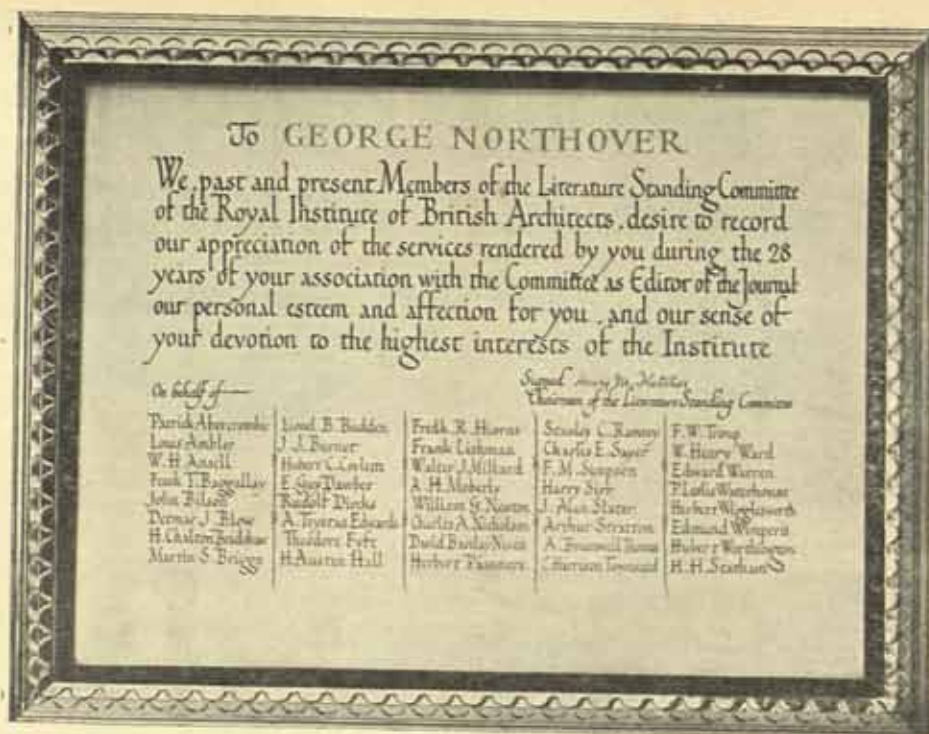 To GEORGE NORTHOVER
We, past and present Members of the Literature Standing Committee
of the Royal Institute of British Architects, desire to record
our appreciation of the services rendered by you during the 28
years of your association with the Committee as Editor of the Journal
our personal esteem and affection for you, and our sense of
your devotion to the highest interests of the Institute
On behalf of
Signed Henry M.
Chairman of the Literature Standing Committee
Patrick Abercrombie
Louis Ambler
W. H. Ansell
Frank T. Baggallay
John Bilson
Detmar J. Blow
H. Chalton Bradshaw
Martin S. Briggs
Lionel B. Budden
J. J. Burnet
Hubert C. Corlette
E. Guy Dawber
Rudolf Dircks
A. Trystan Edwards
Theodore Fyfe
H. Austen Hall
Fredk R. Hiorns
Frank Lishman
Walter J. Millard
A. H. Moberly
William G. Newton
Charles A. Nicholson
David Barclay Niven
Herbert Passmore
Stanley C. Ramsey
Charles E. Sayer
F. M. Simpson
Harry Sirr
J. Alan Slater
Arthur Stratton
A. Brumwell Thomas
C. Harrison Townsend
F. W. Troup
W. Henry Ward
Edward Warren
P. Leslie Waterhouse
Herbert Wigglesworth
Edmund Wimperis
Hubert Worthington
H. H. Statham